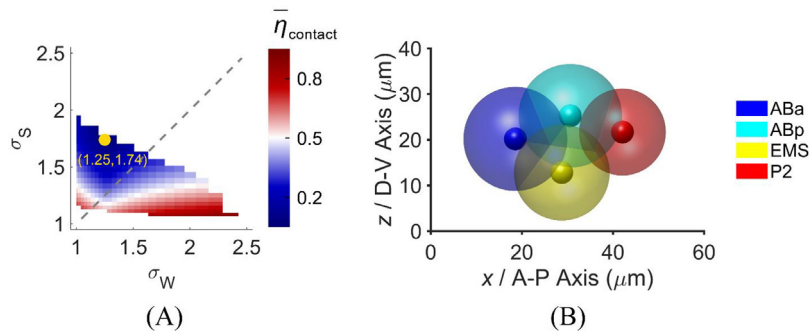 η̅contact
2.5
2
σS
1.5
1
(1.25,1.74)
1 1.5 2 2.5
σW
0.8
0.5
0.2
(A)
40
30
20
10
0
z / D-V Axis (μm)
0 20 40 60
x / A-P Axis (μm)
ABa
ABp
EMS
P2
(B)